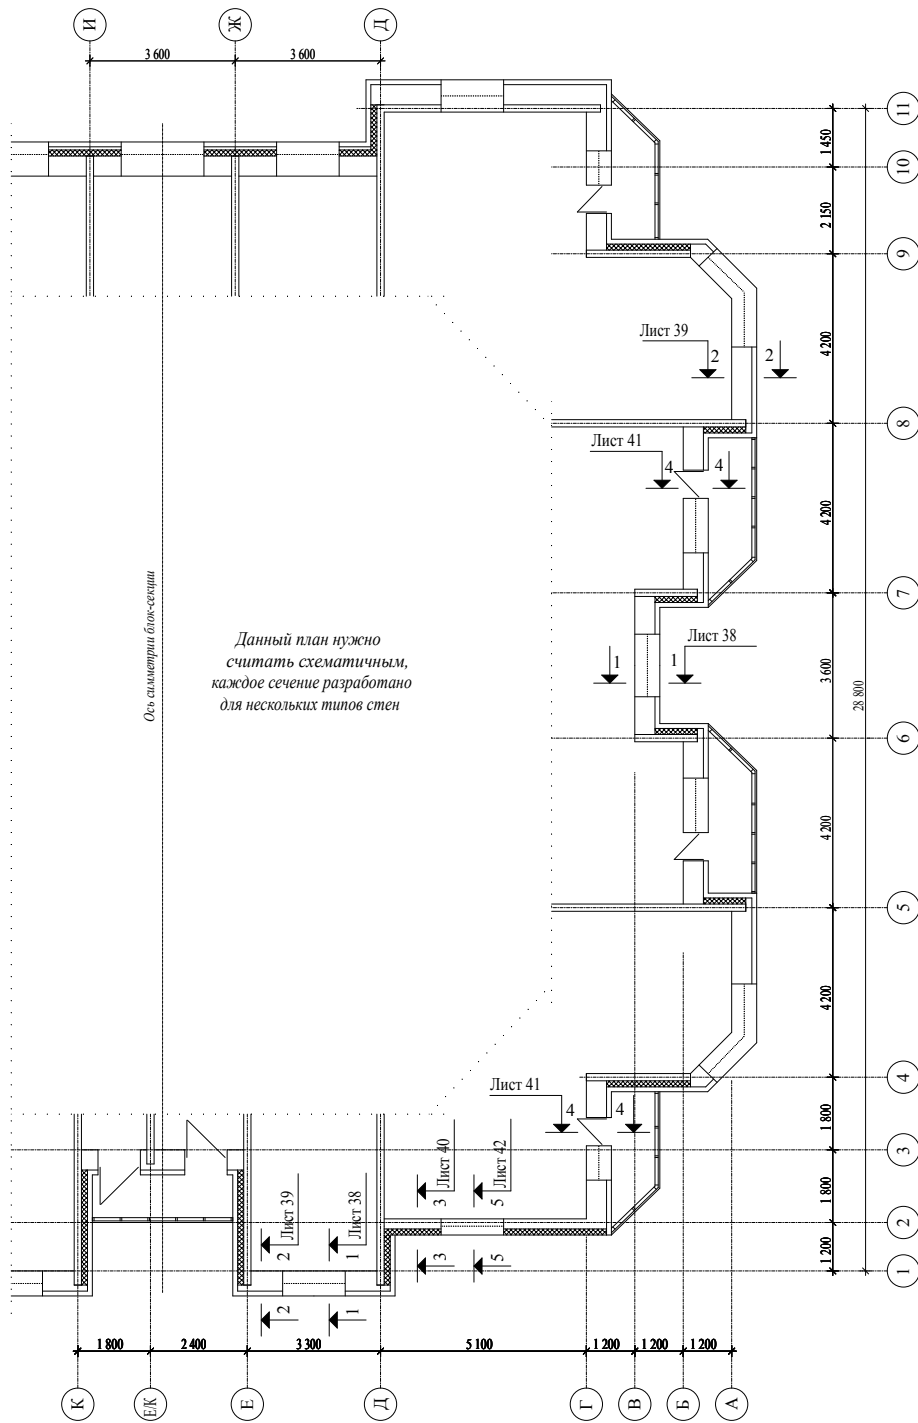 И
Ж
Д
3 600
3 600
11
1 450
10
2 150
9
4 200
Лист 39
2
2
8
Лист 41
4
4
4 200
7
Лист 38
1
1
3 600
28 800
6
4 200
5
4 200
4
Лист 41
4
4
1 800
3
1 800
2
1 200
1
Ось симметрии блок-секции
Данный план нужно
считать схематичным,
каждое сечение разработано
для нескольких типов стен
Лист 40
3
3
Лист 42
5
5
Лист 39
2
2
Лист 38
1
1
1 800
2 400
3 300
5 100
1 200
1 200
1 200
К
Е/К
Е
Д
Г
В
Б
А